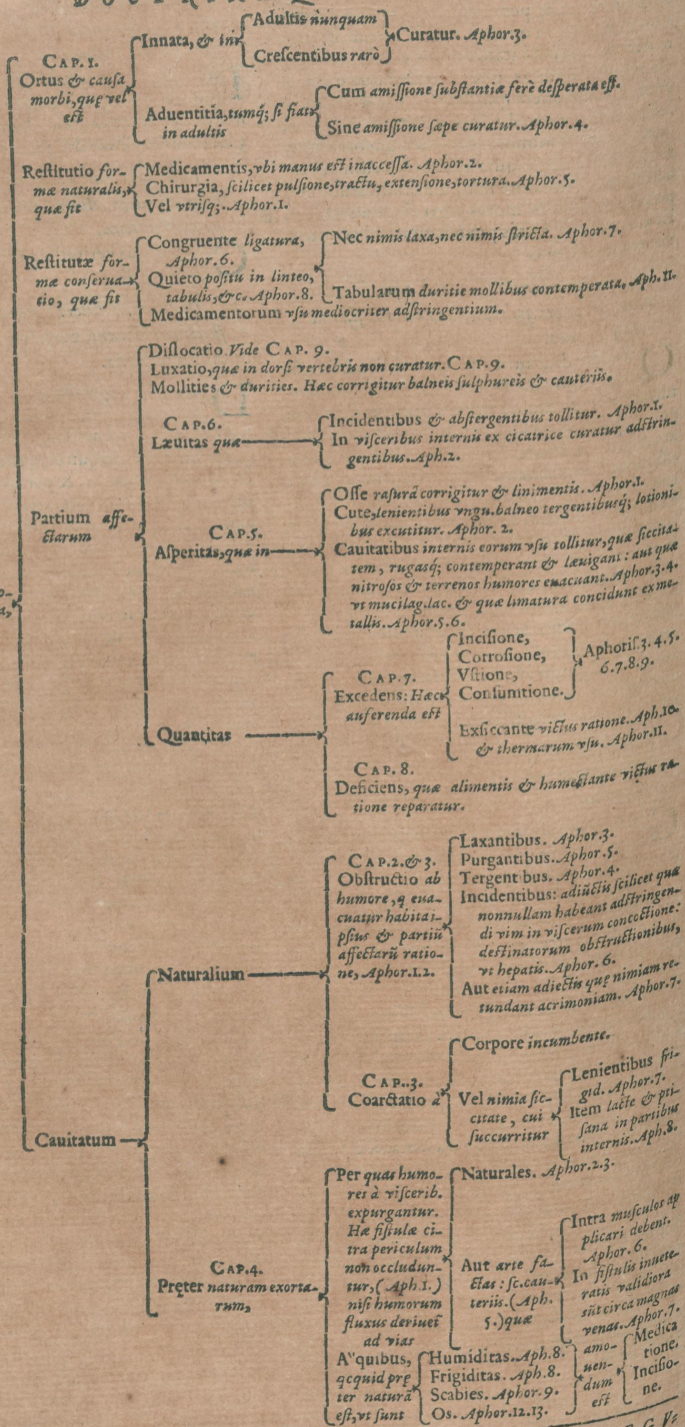 CAP. 1.
Ortus & causa
morbi, quę vel
est
Innata, & in
Adultis nūnquam
Crescentibus rarò
Curatur. Aphor.3.
Aduentitia, tumq; si fiat
in adultis
Cum amissione substantiæ ferè desperata est.
Sine amissione sæpe curatur. Aphor.4.
Restitutio for-
mæ naturalis,
quæ fit
Medicamentis, vbi manus est inaccessa. Aphor.2.
Chirurgia, scilicet pulsione, tractu, extensione, tortura. Aphor.5.
Vel vtrisq;. Aphor.1.
Restitutæ for-
mæ conserua-
tio, quæ fit
Congruente ligatura,
Aphor.6.
Quieto positu in linteo,
tabulis, &c. Aphor.8.
Medicamentorum vsu mediocriter adstringentium.
Nec nimis laxa, nec nimis stricta. Aphor.7.
Tabularum duritie mollibus contemperata. Aph.11.
Partium affe-
ctarum
Dislocatio. Vide CAP. 9.
Luxatio, quæ in dorsi vertebris non curatur. CAP.9.
Mollities & durities. Hæc corrigitur balneis sulphureis & cauteriis.
CAP.6.
Læuitas quæ
Incidentibus & abstergentibus tollitur. Aphor.1.
In visceribus internis ex cicatrice curatur adstrin-
gentibus. Aph.2.
CAP.5.
Asperitas, quæ in
Osse rasurâ corrigitur & linimentis. Aphor.1.
Cute, lenientibus vngu. balneo tergentibusq; lotioni-
bus excutitur. Aphor. 2.
Cauitatibus internis eorum vsu tollitur, quæ siccita-
tem, rugasq; contemperant & læuigant: aut quæ
nitrosos & terrenos humores euacuant. Aphor.3.4.
vt mucilag. lac. & quæ limatura concidunt ex me-
tallis. Aphor.5.6.
Quantitas
CAP.7.
Excedens: Hæc
auferenda est
Incisione,
Corrosione,
Vstione,
Consumitione.
Aphoris.3.4.5.
6.7.8.9.
Exsiccante victus ratione. Aph.10.
& thermarum vsu. Aphor.11.
CAP. 8.
Deficiens, quæ alimentis & humectante victus ra-
tione reparatur.
Cauitatum
Naturalium
CAP.2.& 3.
Obstructio ab
humore, q eua-
cuatur habita i-
psius & partiū
affectarū ratio-
ne, Aphor.1.2.
Laxantibus. Aphor.3.
Purgantibus. Aphor.5.
Tergentibus. Aphor.4.
Incidentibus: adiūctis scilicet quæ
nonnullam habeant adstringen-
di vim in viscerum concoctione:
destinatorum obstructionibus,
vt hepatis. Aphor. 6.
Aut etiam adiectis quę nimiam re-
tundant acrimoniam. Aphor.7.
CAP..3.
Coarctatio à
Corpore incumbente.
Vel nimia sic-
citate, cui
succurritur
Lenientibus fri-
gid. Aphor.7.
Item lacte & pti-
sana in partibus
internis. Aph.8.
CAP.4.
Pręter naturam exorta-
rum,
Per quas humo-
res à viscerib.
expurgantur.
Hæ fistulæ ci-
tra periculum
non occludun-
tur, (Aph.1.)
nisi humorum
fluxus deriuet
ad vias
Naturales. Aphor.2.3.
Aut arte fa-
ctas: sc. cau-
teriis. (Aph.
5.) quæ
Intra musculos ap
plicari debent.
Aphor.6.
In fistulis inuete-
ratis validiora
sūt circa magnas
venas. Aphor.7.
A" quibus,
qcquid prę
ter naturā
est, vt sunt
Humiditas. Aph.8.
Frigiditas. Aph.8.
Scabies. Aphor.9.
Os. Aphor.12.13.
amo-
uen-
dum
est
Medica
tione,
Incisio-
ne.